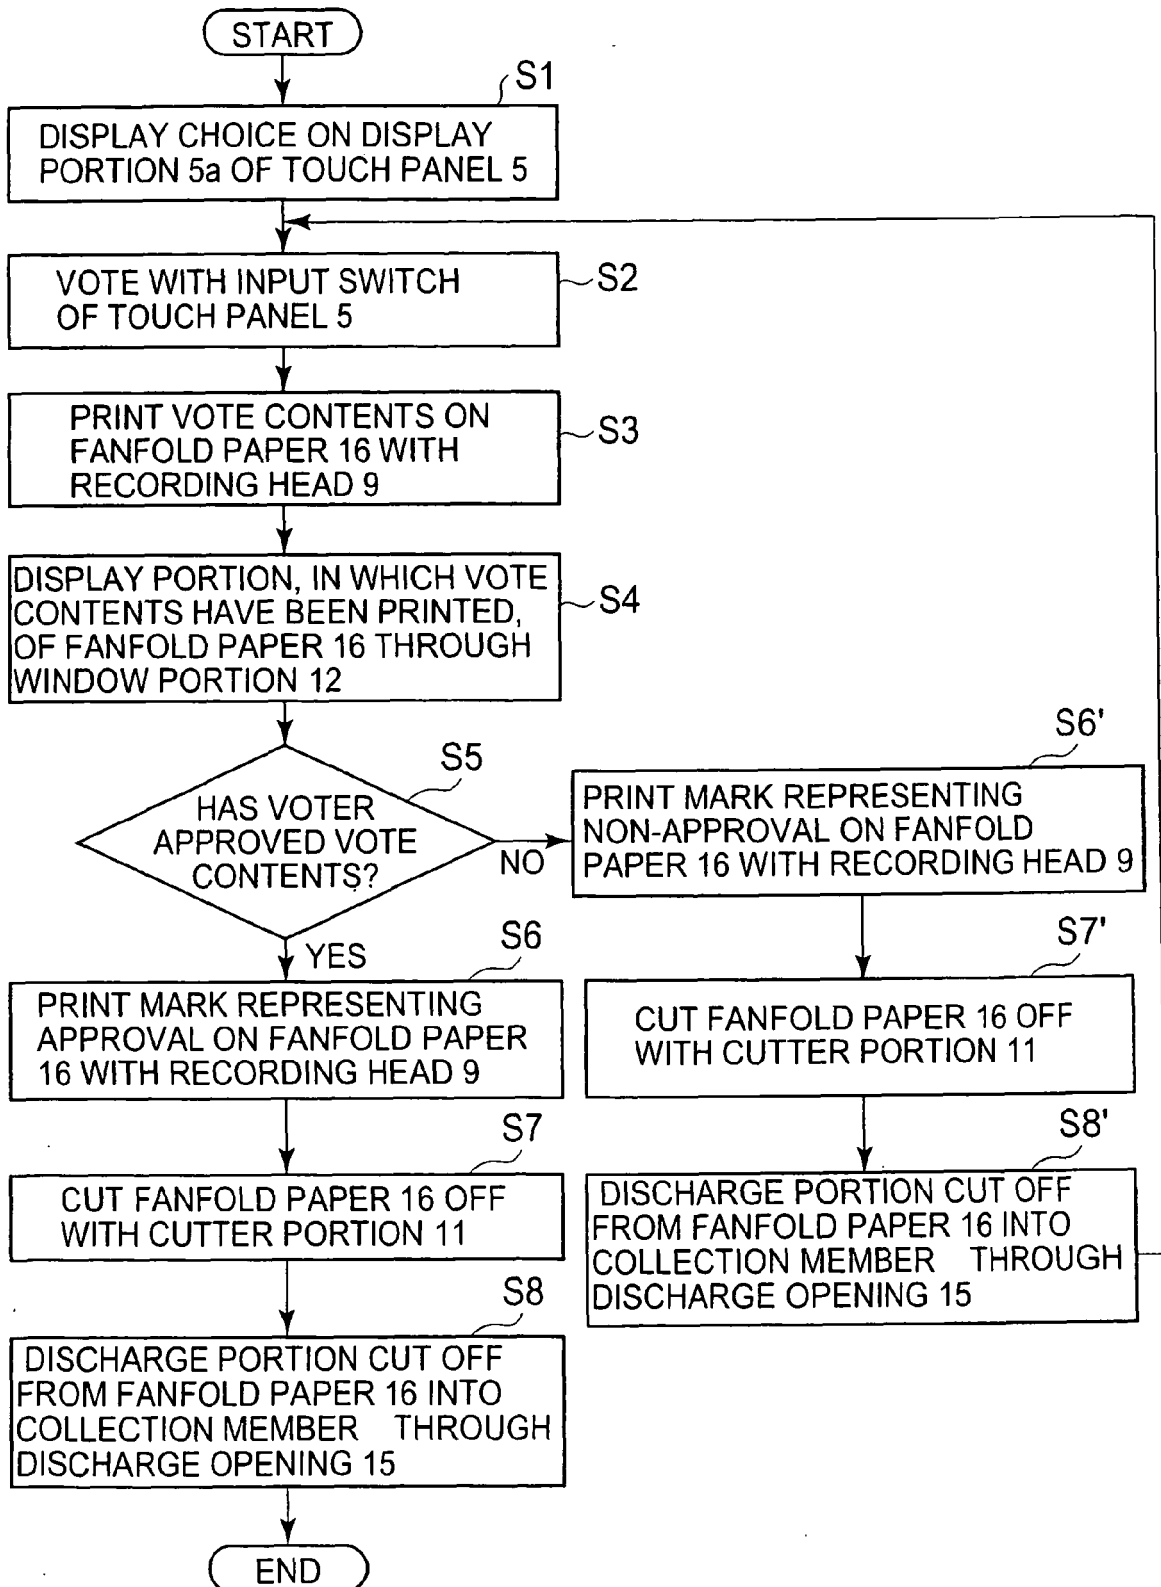 START
S1
DISPLAY CHOICE ON DISPLAY
PORTION 5a OF TOUCH PANEL 5
VOTE WITH INPUT SWITCH
OF TOUCH PANEL 5
S2
PRINT VOTE CONTENTS ON
FANFOLD PAPER 16 WITH
RECORDING HEAD 9
S3
DISPLAY PORTION, IN WHICH VOTE
CONTENTS HAVE BEEN PRINTED,
OF FANFOLD PAPER 16 THROUGH
WINDOW PORTION 12
S4
S5
HAS VOTER
APPROVED VOTE
CONTENTS?
NO
YES
S6'
PRINT MARK REPRESENTING
NON-APPROVAL ON FANFOLD
PAPER 16 WITH RECORDING HEAD 9
S6
PRINT MARK REPRESENTING
APPROVAL ON FANFOLD PAPER
16 WITH RECORDING HEAD 9
S7'
CUT FANFOLD PAPER 16 OFF
WITH CUTTER PORTION 11
S7
CUT FANFOLD PAPER 16 OFF
WITH CUTTER PORTION 11
S8'
DISCHARGE PORTION CUT OFF
FROM FANFOLD PAPER 16 INTO
COLLECTION MEMBER THROUGH
DISCHARGE OPENING 15
S8
DISCHARGE PORTION CUT OFF
FROM FANFOLD PAPER 16 INTO
COLLECTION MEMBER THROUGH
DISCHARGE OPENING 15
END